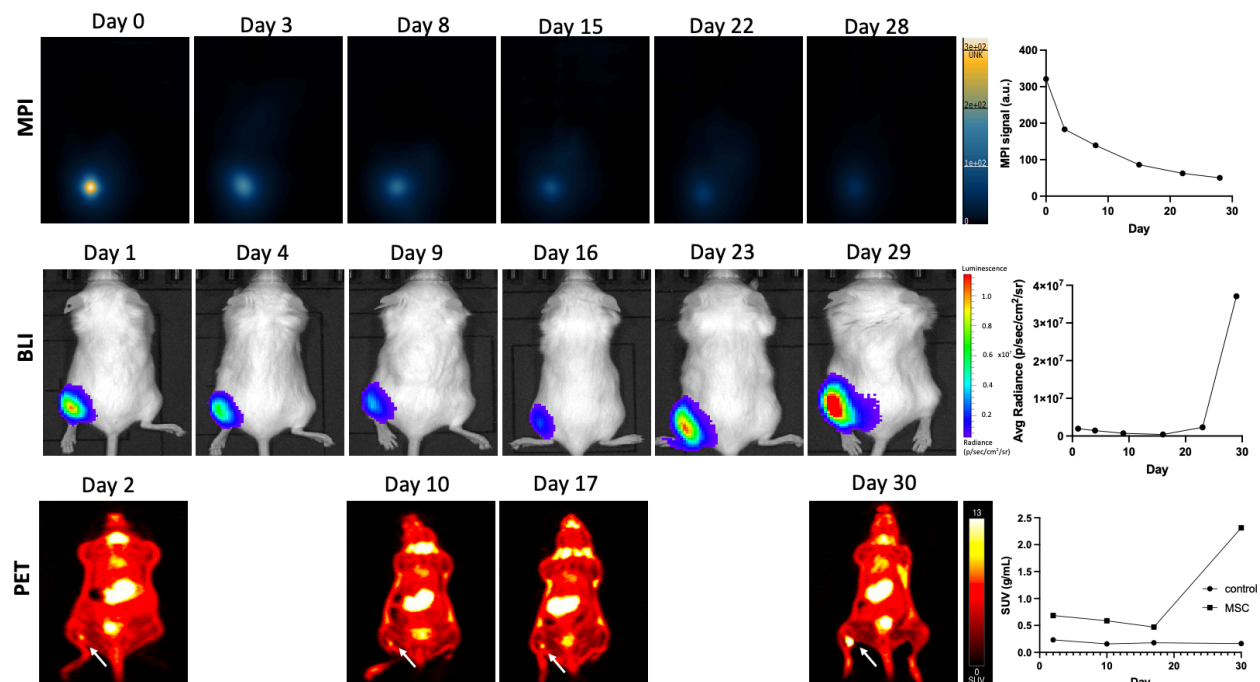 Day 0 Day 3 Day 8 Day 15 Day 22 Day 28
MPI
3e+02
UNK
2e+02
1e+02
0
MPI signal (a.u.)
400
300
200
100
0
0 10 20 30
Day
Day 1 Day 4 Day 9 Day 16 Day 23 Day 29
BLI
Luminescence
1.0
0.8
0.6 x10⁷
0.4
0.2
Radiance
(p/sec/cm²/sr)
Avg Radiance (p/sec/cm²/sr)
4×10⁷
3×10⁷
2×10⁷
1×10⁷
0
0 10 20 30
Day
Day 2 Day 10 Day 17 Day 30
PET
13
0
SUV
SUV (g/mL)
2.5
2.0
1.5
1.0
0.5
0.0
control
MSC
0 10 20 30
Day